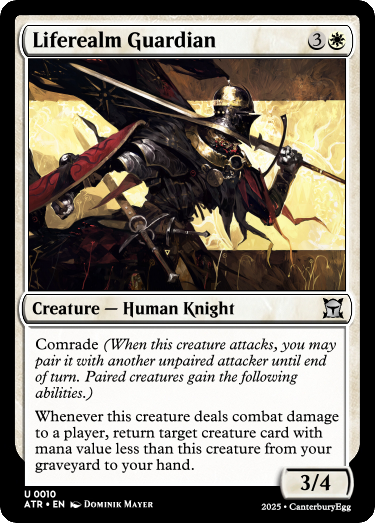 Liferealm Guardian 3
Creature — Human Knight
Comrade (When this creature attacks, you may
pair it with another unpaired attacker until end
of turn. Paired creatures gain the following
abilities.)
Whenever this creature deals combat damage
to a player, return target creature card with
mana value less than this creature from your
graveyard to your hand.
3/4
U 0010
ATR • EN Dominik Mayer
2025 • CanterburyEgg